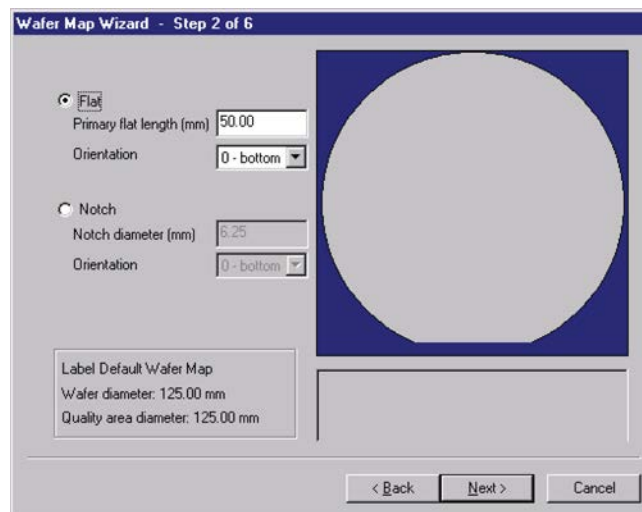 Wafer Map Wizard - Step 2 of 6
Flat
Primary flat length (mm) 50.00
Orientation 0 - bottom
Notch
Notch diameter (mm) 6.25
Orientation 0 - bottom
Label Default Wafer Map
Wafer diameter: 125.00 mm
Quality area diameter: 125.00 mm
< Back Next > Cancel